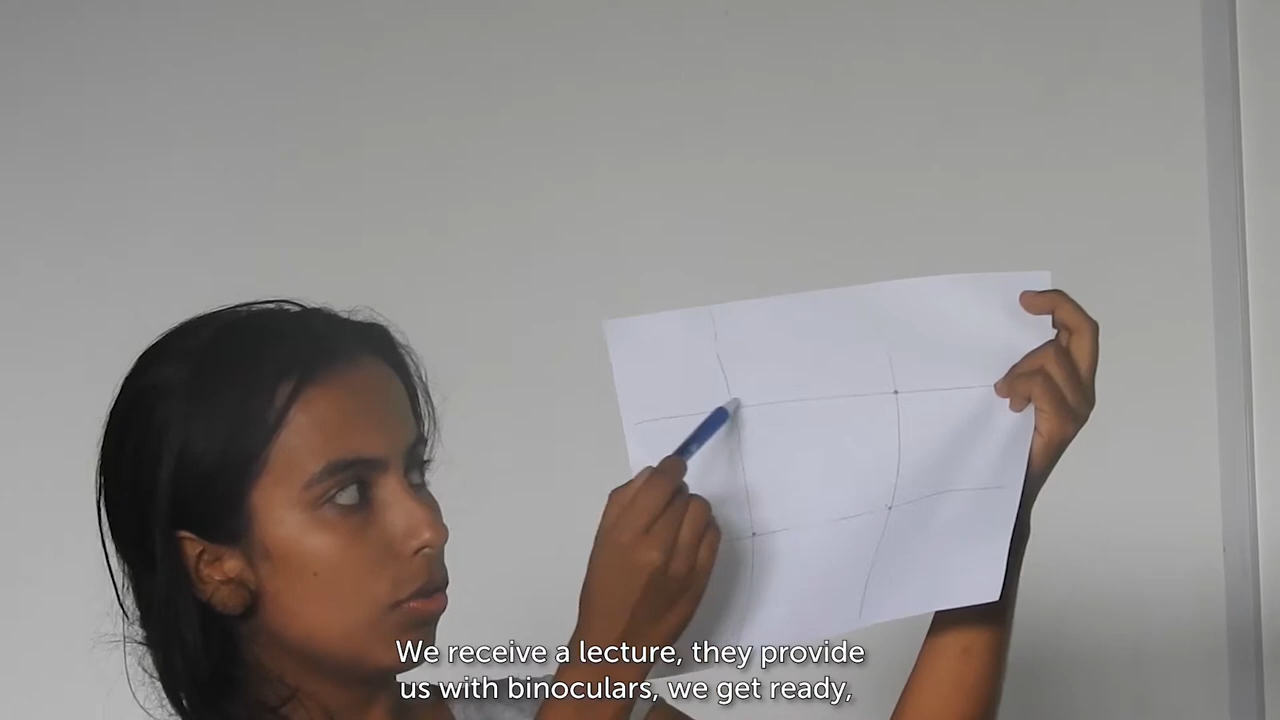 We receive a lecture, they provide
us with binoculars, we get ready,